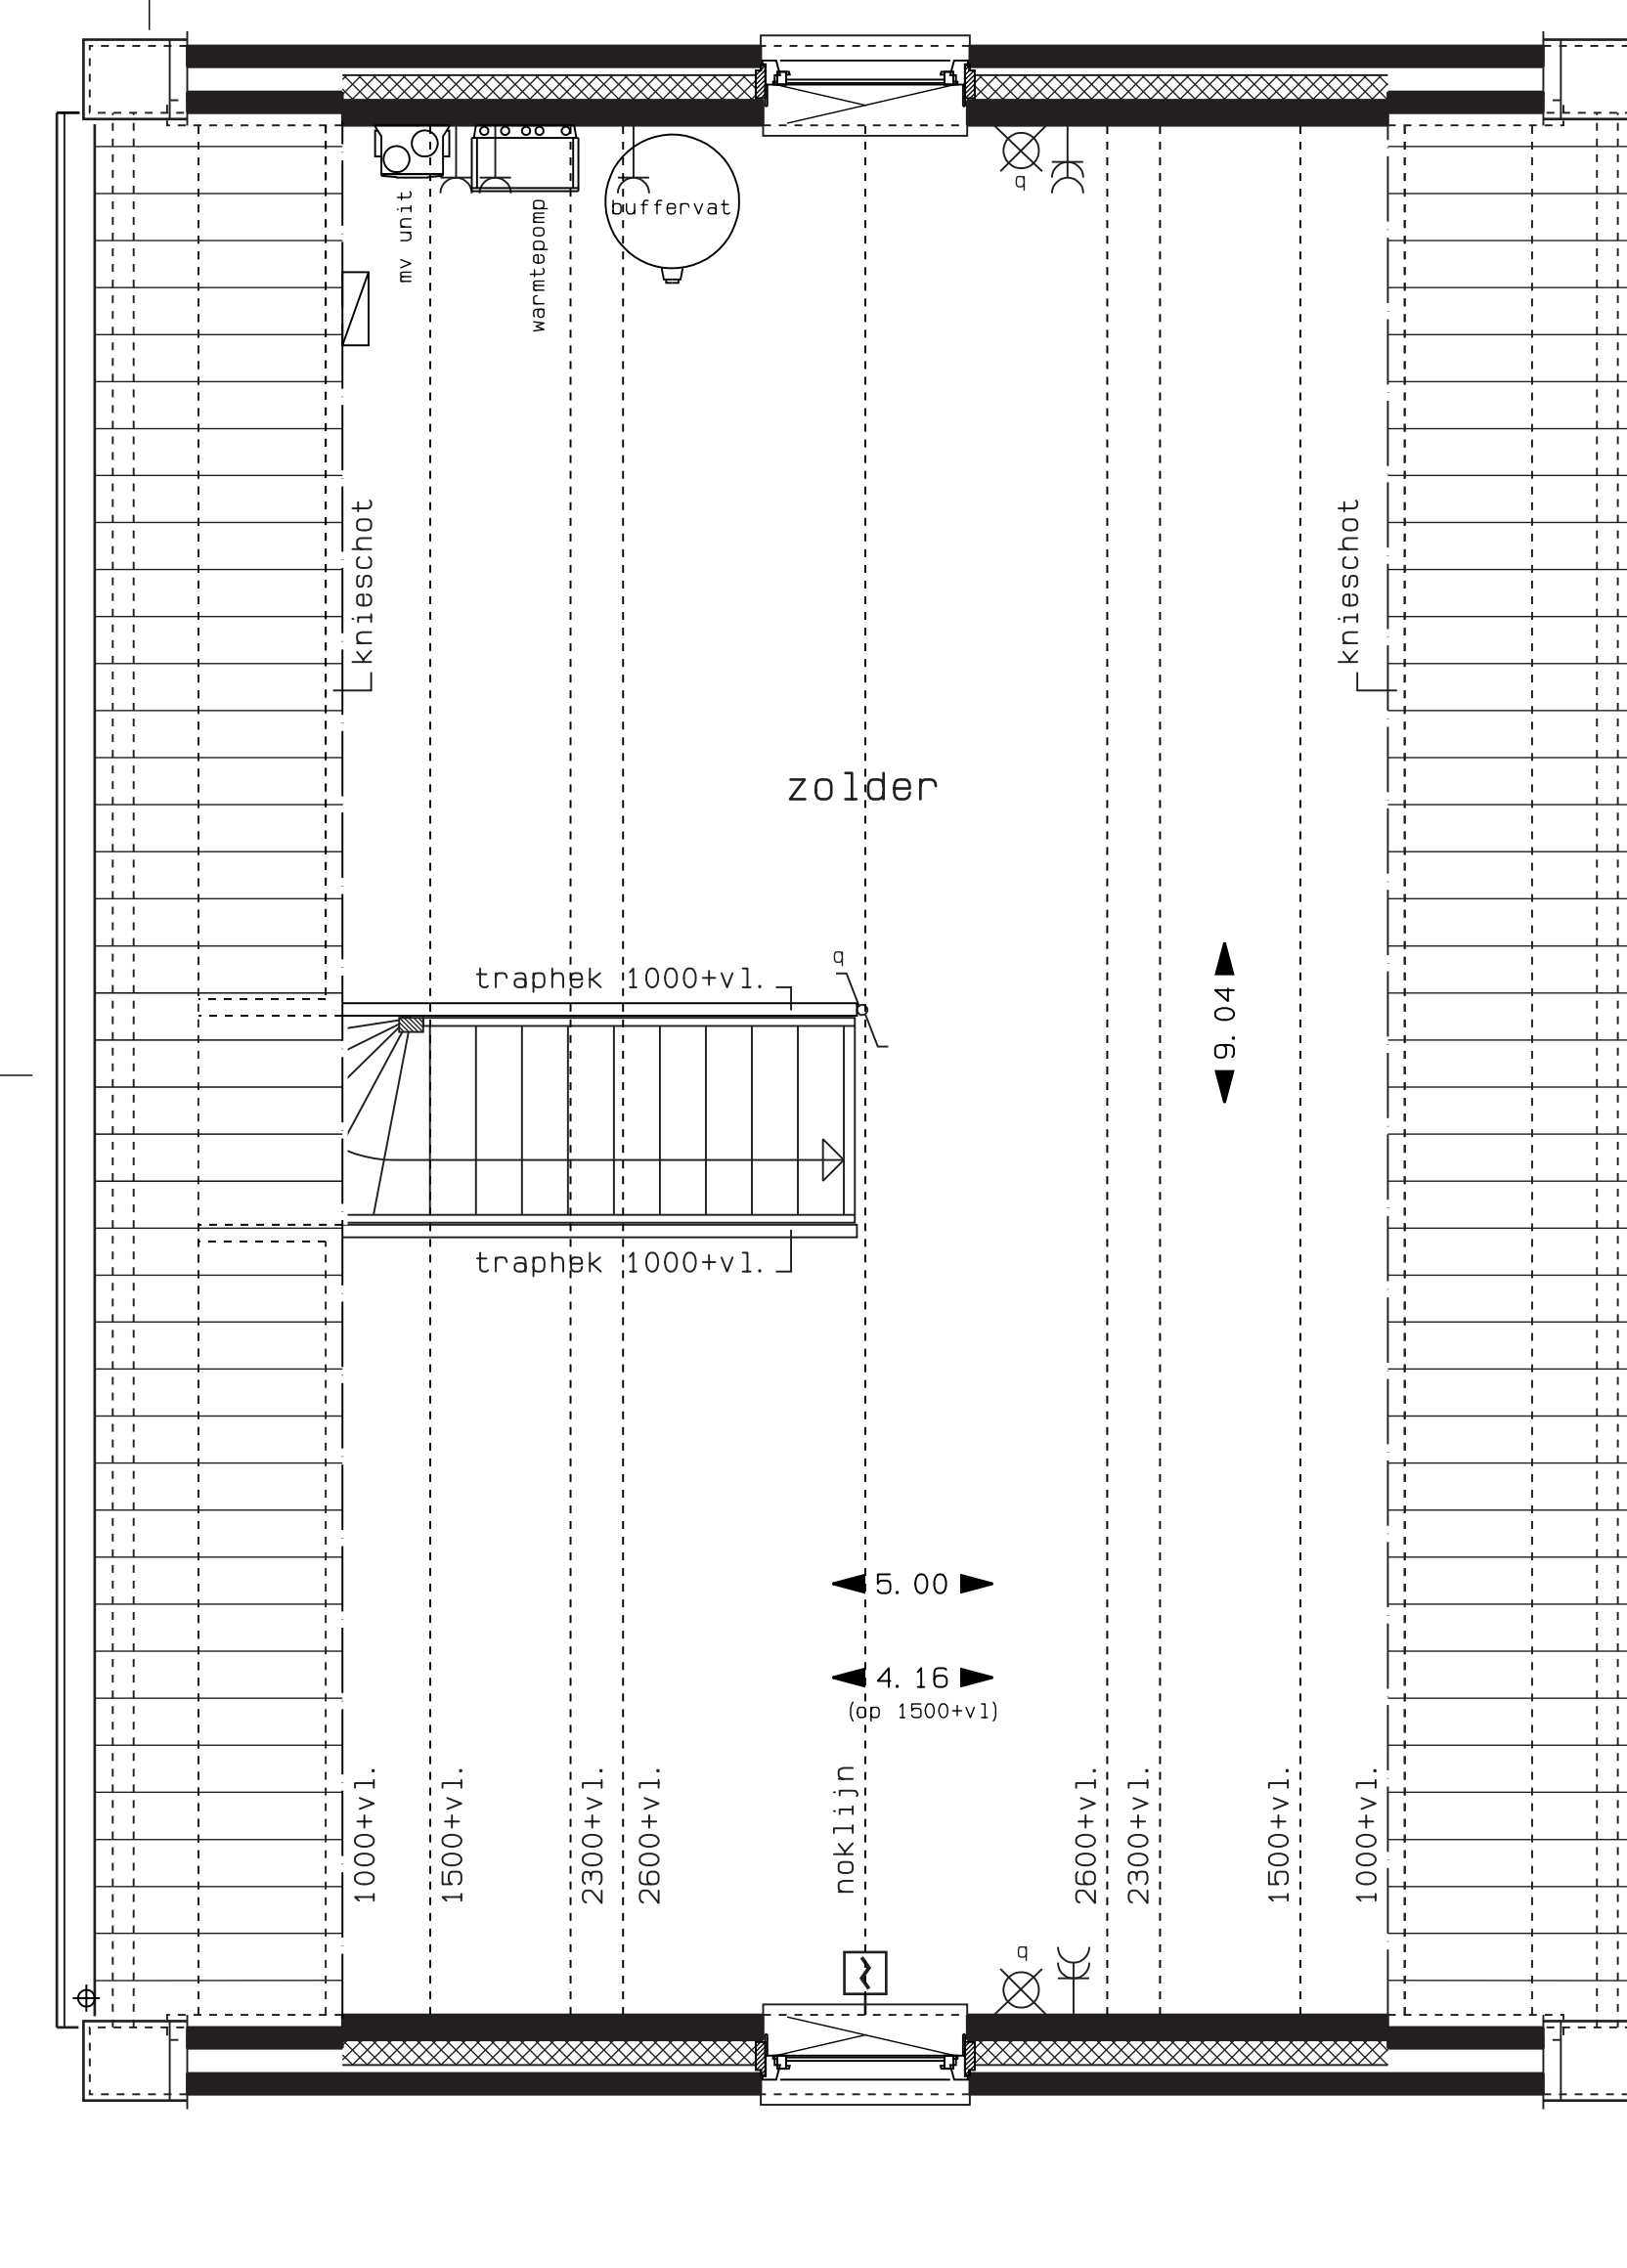 q
buffervat
mv unit
warmtepomp
knieschot
knieschot
zolder
q
traphek 1000+vl.
9.04
traphek 1000+vl.
5.00
4.16
(op 1500+vl)
1000+vl.
1500+vl.
2300+vl.
2600+vl.
noklijn
2600+vl.
2300+vl.
1500+vl.
1000+vl.
q